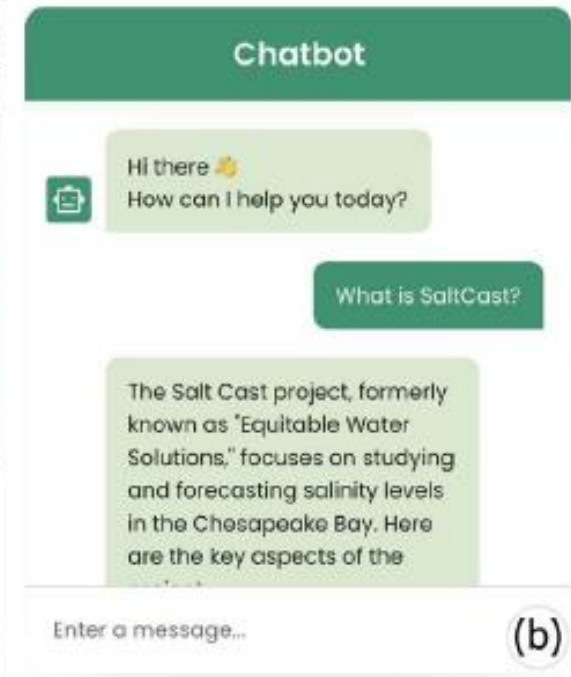 Chatbot
Hi there 👋
How can I help you today?
What is SaltCast?
The Salt Cast project, formerly
known as "Equitable Water
Solutions," focuses on studying
and forecasting salinity levels
in the Chesapeake Bay. Here
are the key aspects of the
Enter a message...
(b)